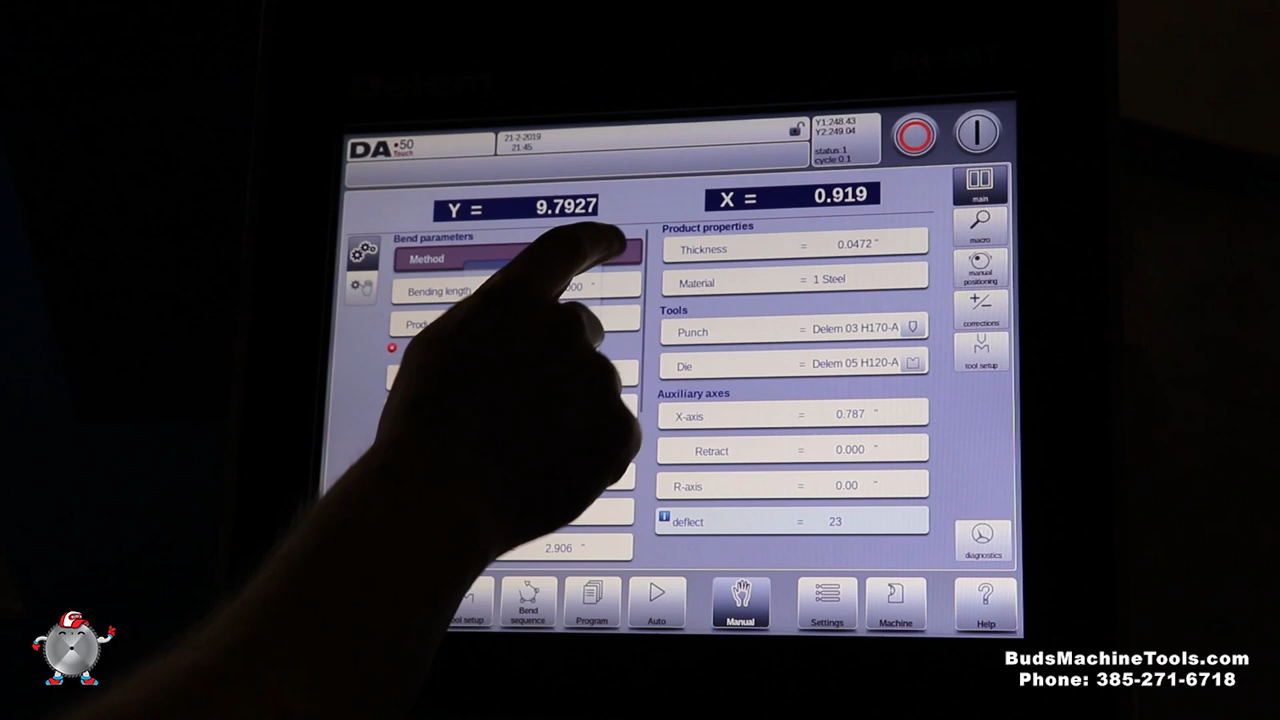 DA•50
Touch
21-2-2019
21:45
Y1:248.43
Y2:249.04
status:1
cycle:0.1
Y = 9.7927
X = 0.919
main
Bend parameters
Method
Bending length "
Product properties
Thickness = 0.0472 "
Material = 1 Steel
macro
manual
positioning
Tools
Punch = Delem 03 H170-A
Die = Delem 05 H120-A
corrections
tool setup
Auxiliary axes
X-axis = 0.787 "
Retract = 0.000 "
R-axis = 0.00 "
deflect = 23
2.906 "
diagnostics
setup
Bend
sequence
Program
Auto
Manual
Settings
Machine
Help
BudsMachineTools.com
Phone: 385-271-6718